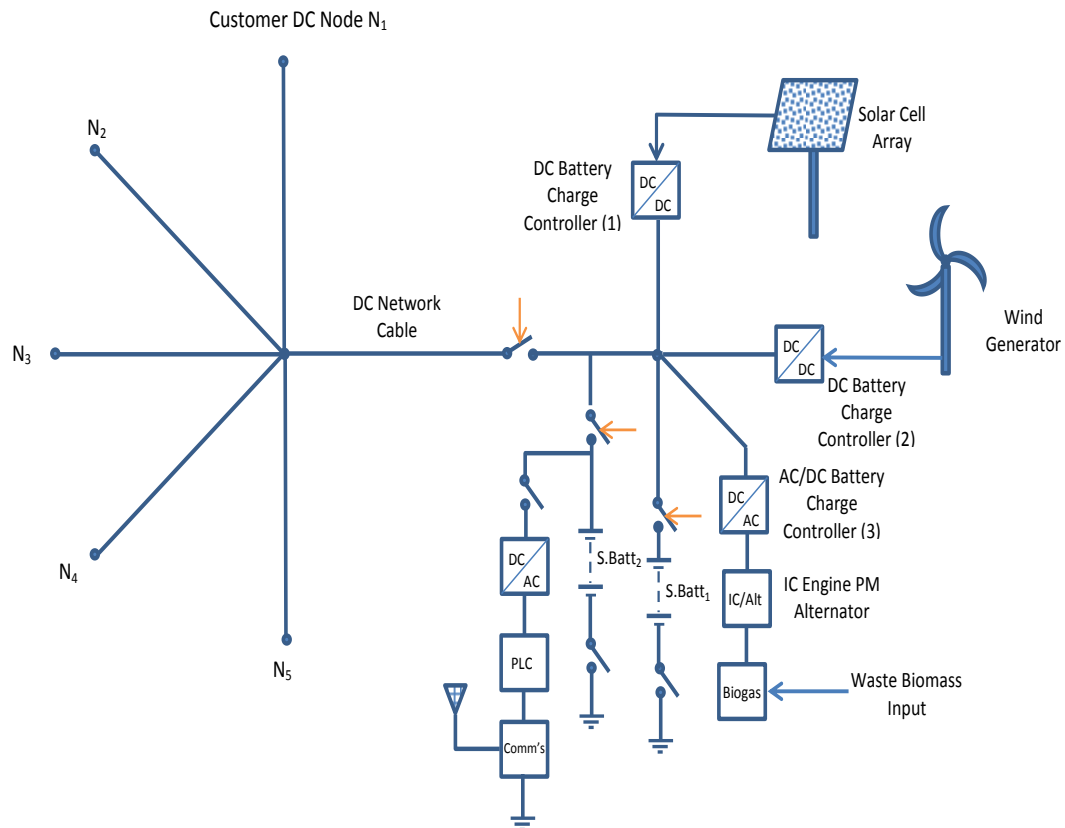 Customer DC Node N₁
N₂
N₃
N₄
N₅
DC Network
Cable
DC Battery
Charge
Controller (1)
DC
DC
Solar Cell
Array
Wind
Generator
DC
DC
DC Battery
Charge
Controller (2)
AC/DC Battery
Charge
Controller (3)
DC
AC
IC Engine PM
Alternator
IC/Alt
Biogas
Waste Biomass
Input
S.Batt₂
S.Batt₁
DC
AC
PLC
Comm's